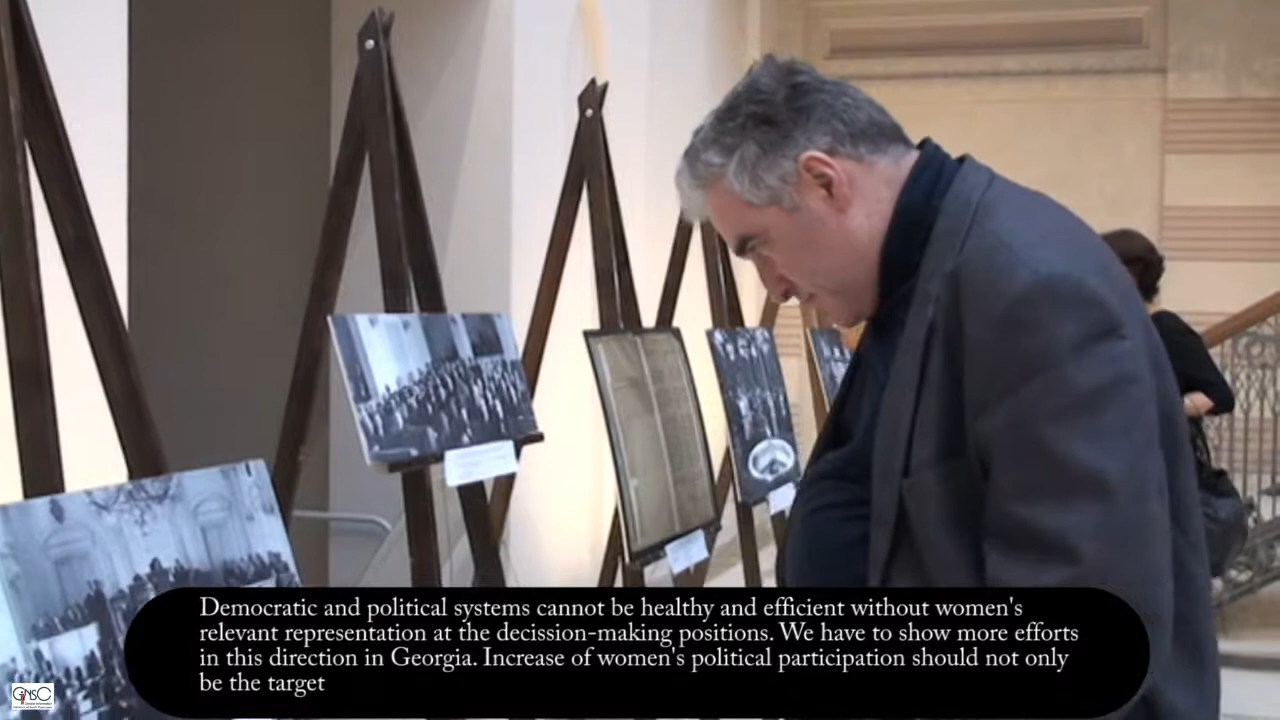 Democratic and political systems cannot be healthy and efficient without women's
relevant representation at the decission-making positions. We have to show more efforts
in this direction in Georgia. Increase of women's political participation should not only
be the target
GINSC